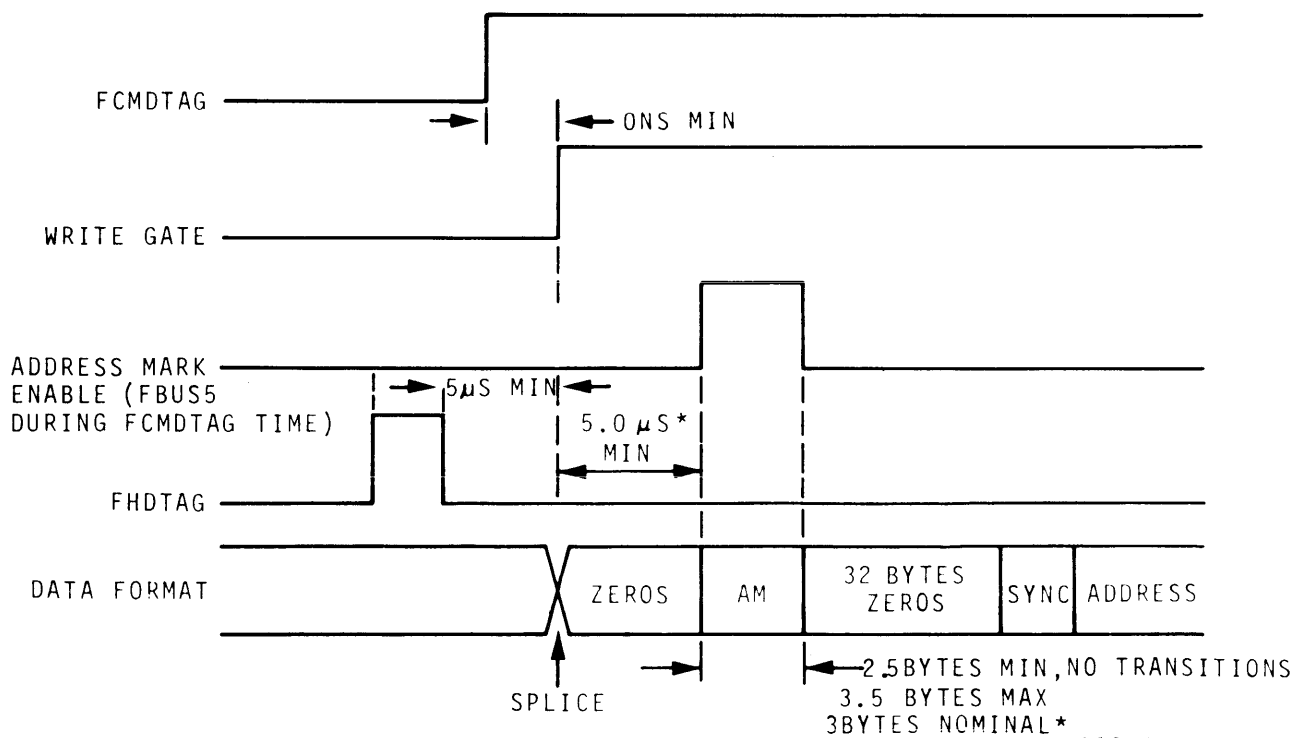 FCMDTAG
0NS MIN
WRITE GATE
ADDRESS MARK
ENABLE (FBUS5
DURING FCMDTAG TIME)
5μS MIN
5.0 μS*
MIN
FHDTAG
DATA FORMAT
ZEROS
AM
32 BYTES
ZEROS
SYNC
ADDRESS
SPLICE
2.5BYTES MIN,NO TRANSITIONS
3.5 BYTES MAX
3BYTES NOMINAL*